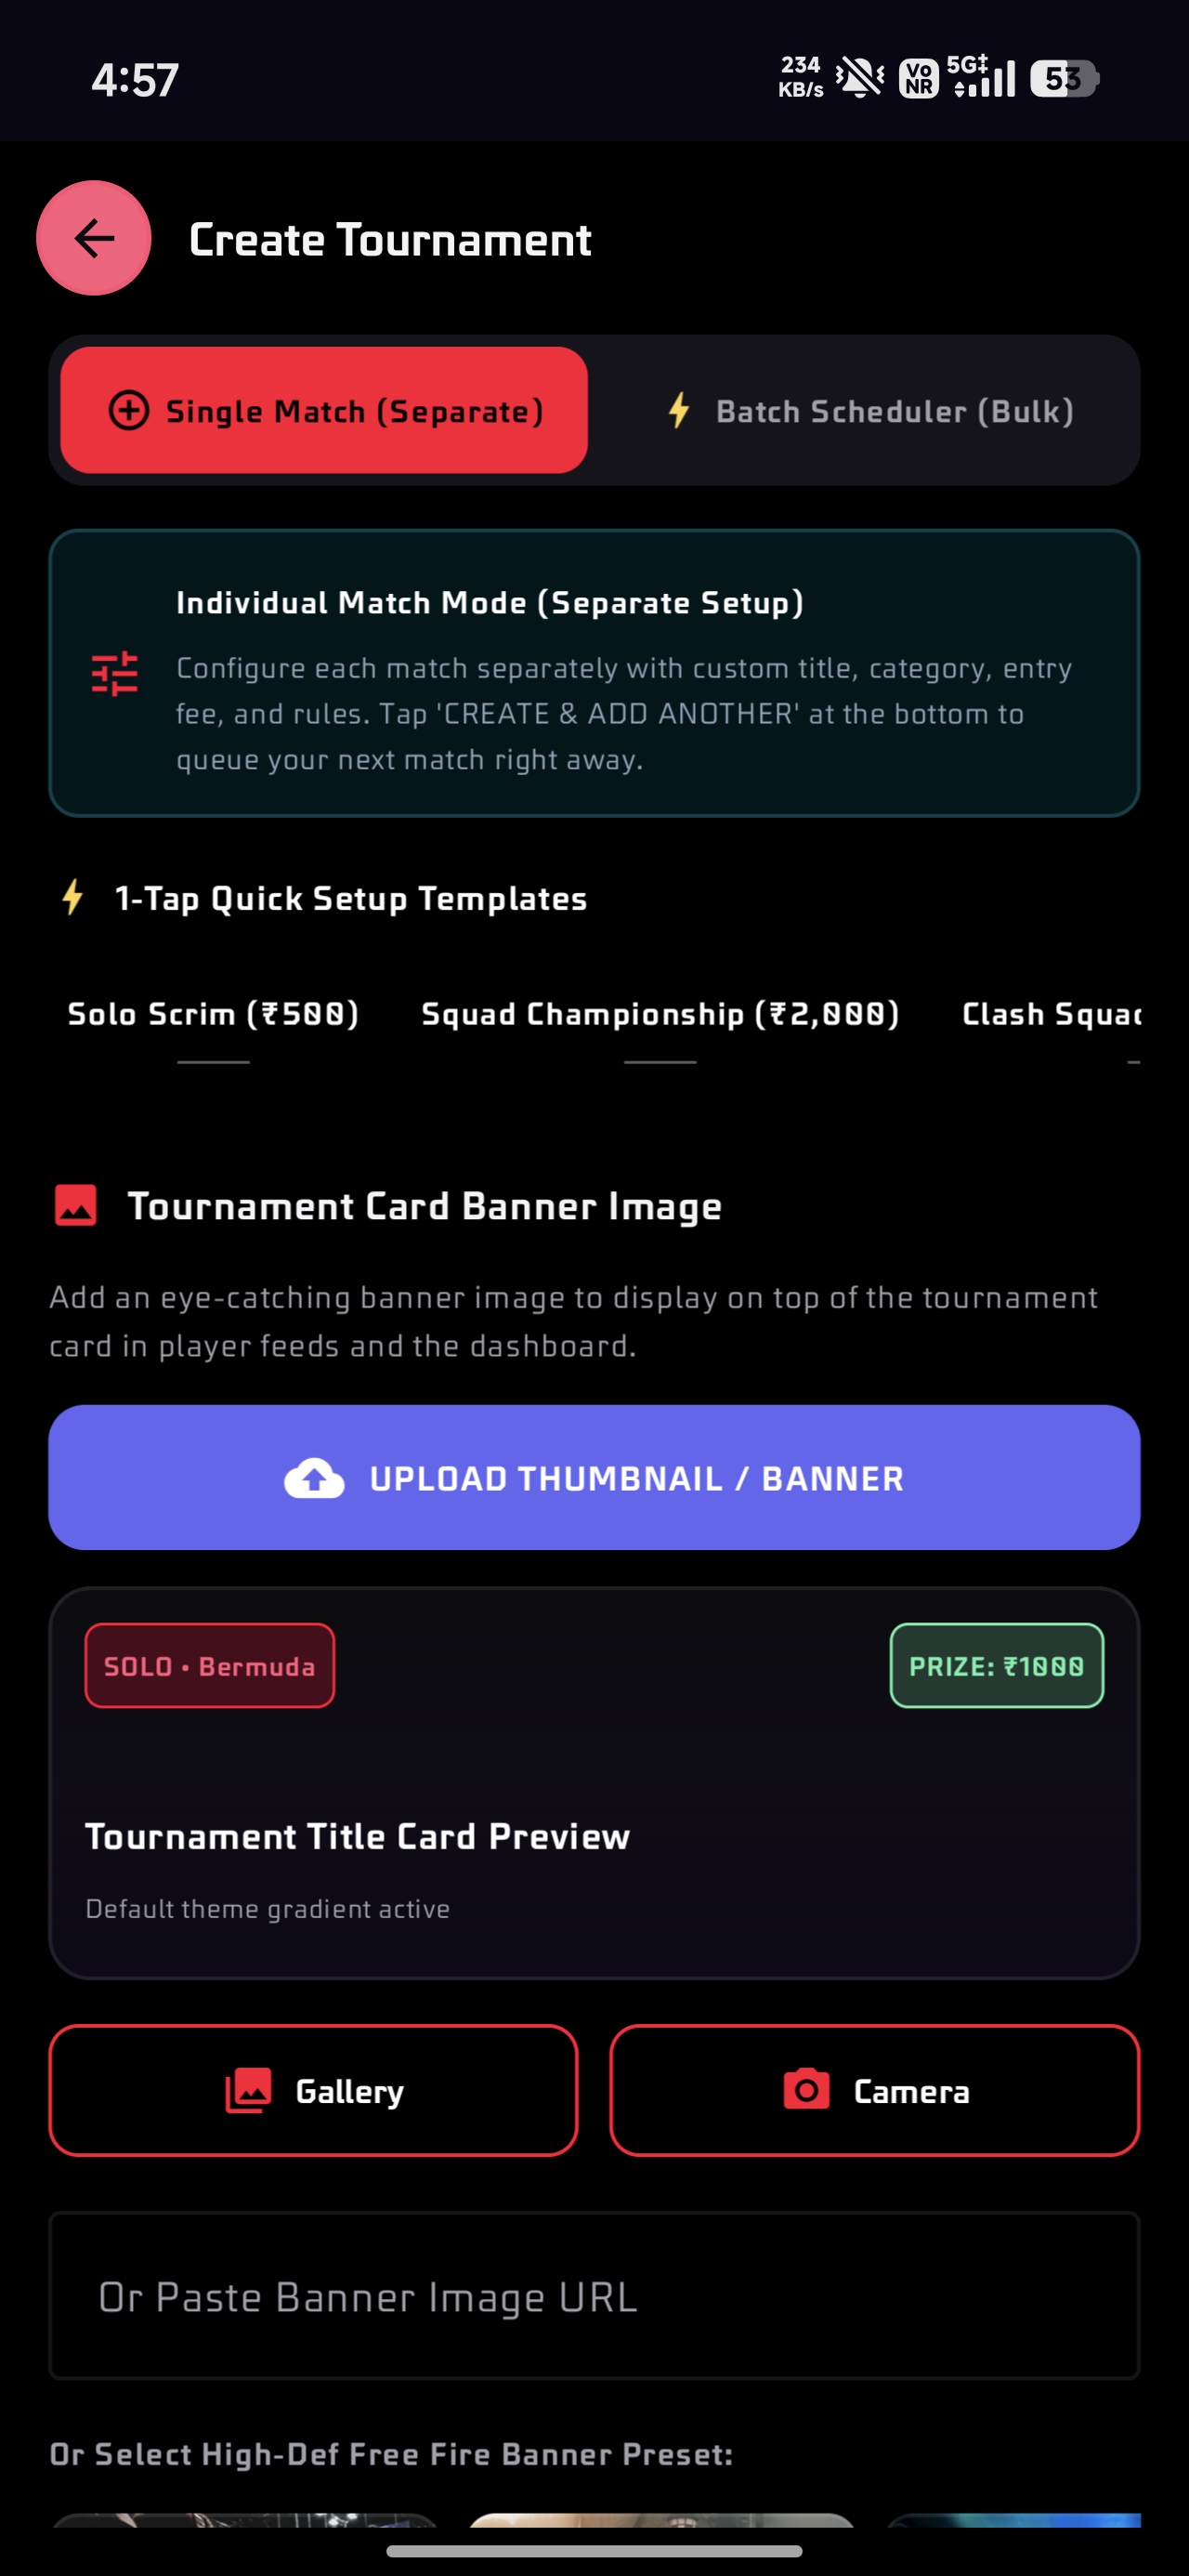 4:57
234
KB/s
Vo
NR
5G‡
53
Create Tournament
Single Match (Separate)
Batch Scheduler (Bulk)
Individual Match Mode (Separate Setup)
Configure each match separately with custom title, category, entry
fee, and rules. Tap 'CREATE & ADD ANOTHER' at the bottom to
queue your next match right away.
1-Tap Quick Setup Templates
Solo Scrim (₹500)
Squad Championship (₹2,000)
Clash Squad
Tournament Card Banner Image
Add an eye-catching banner image to display on top of the tournament
card in player feeds and the dashboard.
UPLOAD THUMBNAIL / BANNER
SOLO • Bermuda
PRIZE: ₹1000
Tournament Title Card Preview
Default theme gradient active
Gallery
Camera
Or Paste Banner Image URL
Or Select High-Def Free Fire Banner Preset: